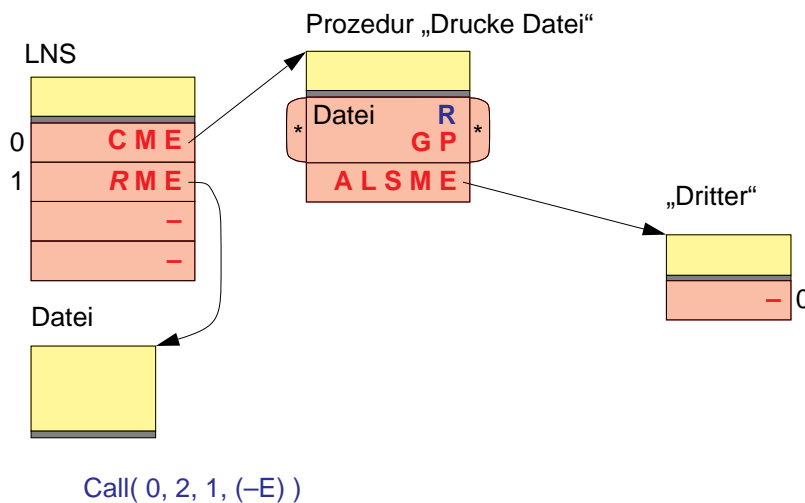 Prozedur „Drucke Datei“
LNS
Datei R
* G P *
0 C M E
1 R M E
A L S M E
„Dritter“
–
–
– 0
Datei
Call( 0, 2, 1, (–E) )